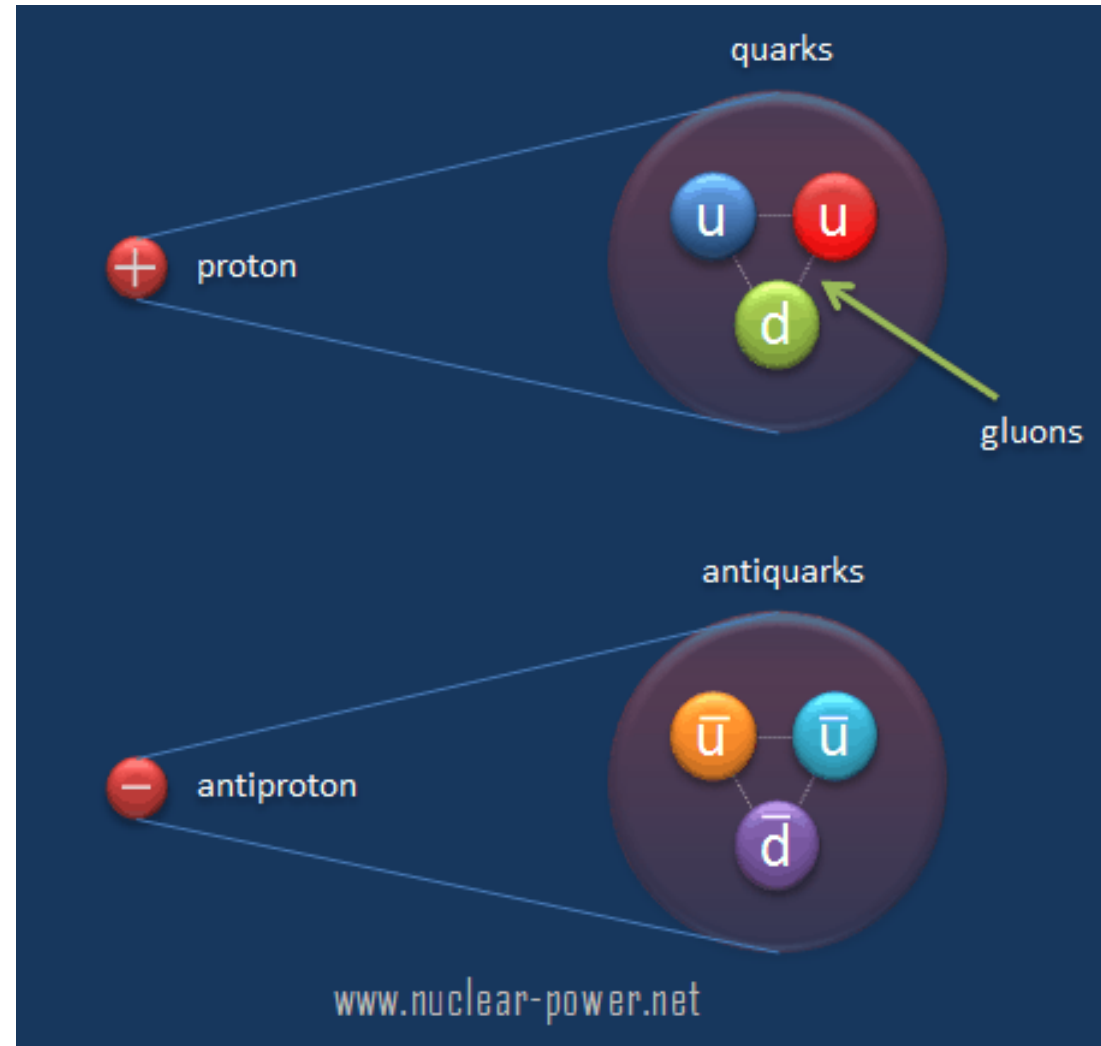 quarks
u u
+ proton
d
gluons
antiquarks
u̅ u̅
− antiproton
d̅
www.nuclear-power.net